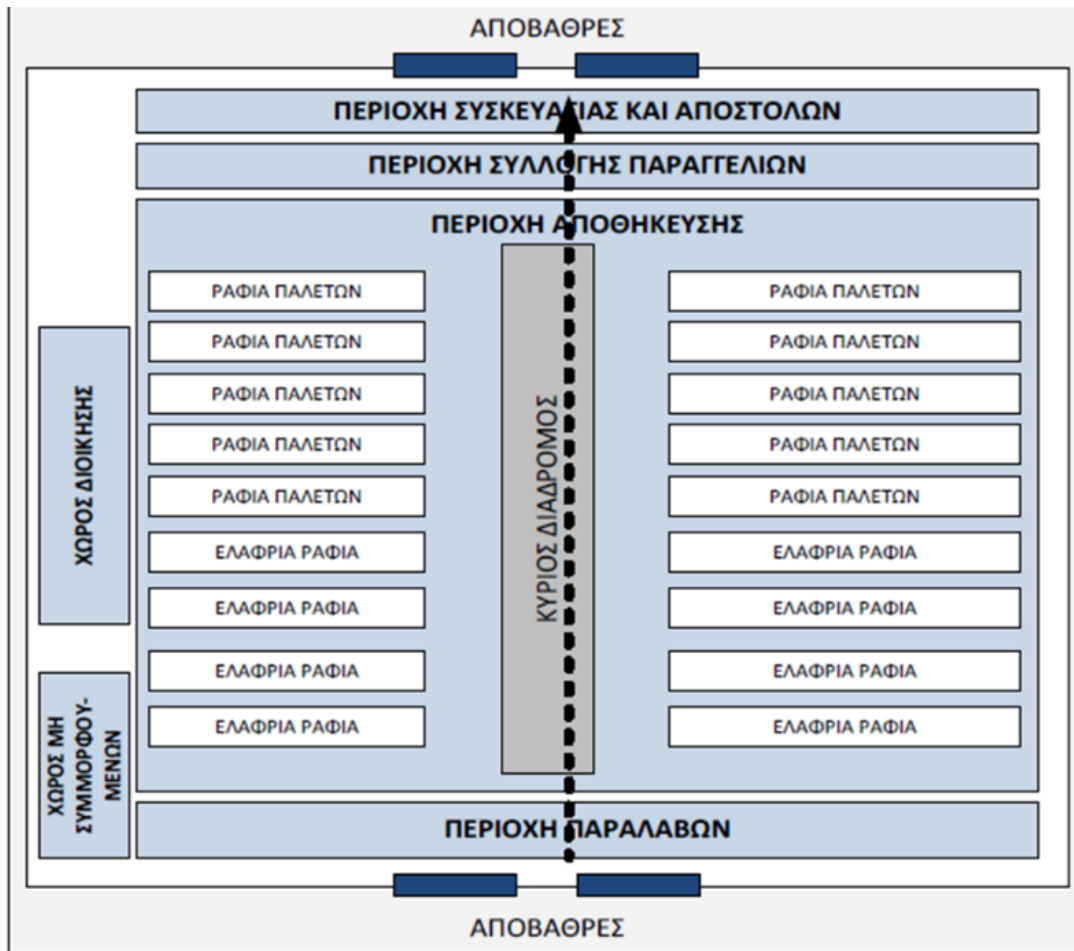 ΑΠΟΒΑΘΡΕΣ
ΠΕΡΙΟΧΗ ΣΥΣΚΕΥΑΣΙΑΣ ΚΑΙ ΑΠΟΣΤΟΛΩΝ
ΠΕΡΙΟΧΗ ΣΥΛΛΟΓΗΣ ΠΑΡΑΓΓΕΛΙΩΝ
ΠΕΡΙΟΧΗ ΑΠΟΘΗΚΕΥΣΗΣ
ΡΑΦΙΑ ΠΑΛΕΤΩΝ
ΡΑΦΙΑ ΠΑΛΕΤΩΝ
ΡΑΦΙΑ ΠΑΛΕΤΩΝ
ΡΑΦΙΑ ΠΑΛΕΤΩΝ
ΡΑΦΙΑ ΠΑΛΕΤΩΝ
ΡΑΦΙΑ ΠΑΛΕΤΩΝ
ΡΑΦΙΑ ΠΑΛΕΤΩΝ
ΡΑΦΙΑ ΠΑΛΕΤΩΝ
ΡΑΦΙΑ ΠΑΛΕΤΩΝ
ΡΑΦΙΑ ΠΑΛΕΤΩΝ
ΕΛΑΦΡΙΑ ΡΑΦΙΑ
ΕΛΑΦΡΙΑ ΡΑΦΙΑ
ΕΛΑΦΡΙΑ ΡΑΦΙΑ
ΕΛΑΦΡΙΑ ΡΑΦΙΑ
ΕΛΑΦΡΙΑ ΡΑΦΙΑ
ΕΛΑΦΡΙΑ ΡΑΦΙΑ
ΕΛΑΦΡΙΑ ΡΑΦΙΑ
ΕΛΑΦΡΙΑ ΡΑΦΙΑ
ΚΥΡΙΟΣ ΔΙΑΔΡΟΜΟΣ
ΧΩΡΟΣ ΔΙΟΙΚΗΣΗΣ
ΧΩΡΟΣ ΜΗ
ΣΥΜΜΟΡΦΟΥ-
ΜΕΝΩΝ
ΠΕΡΙΟΧΗ ΠΑΡΑΛΑΒΩΝ
ΑΠΟΒΑΘΡΕΣ